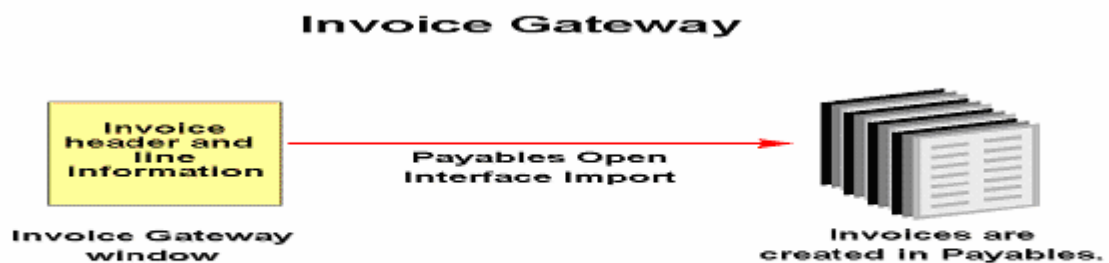 Invoice Gateway
Invoice
header and
line
information
Payables Open
Interface Import
Invoice Gateway
window
Invoices are
created in Payables.